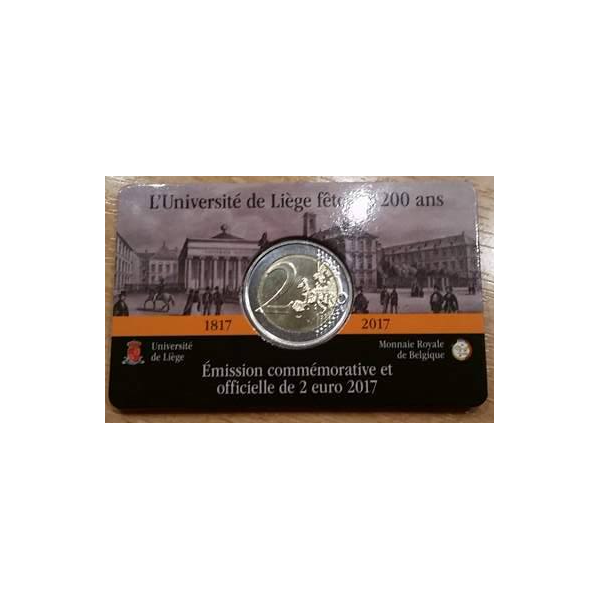 L'Université de Liège fête 200 ans
2
1817
2017
Université
de Liège
Monnaie Royale
de Belgique
Émission commémorative et
officielle de 2 euro 2017